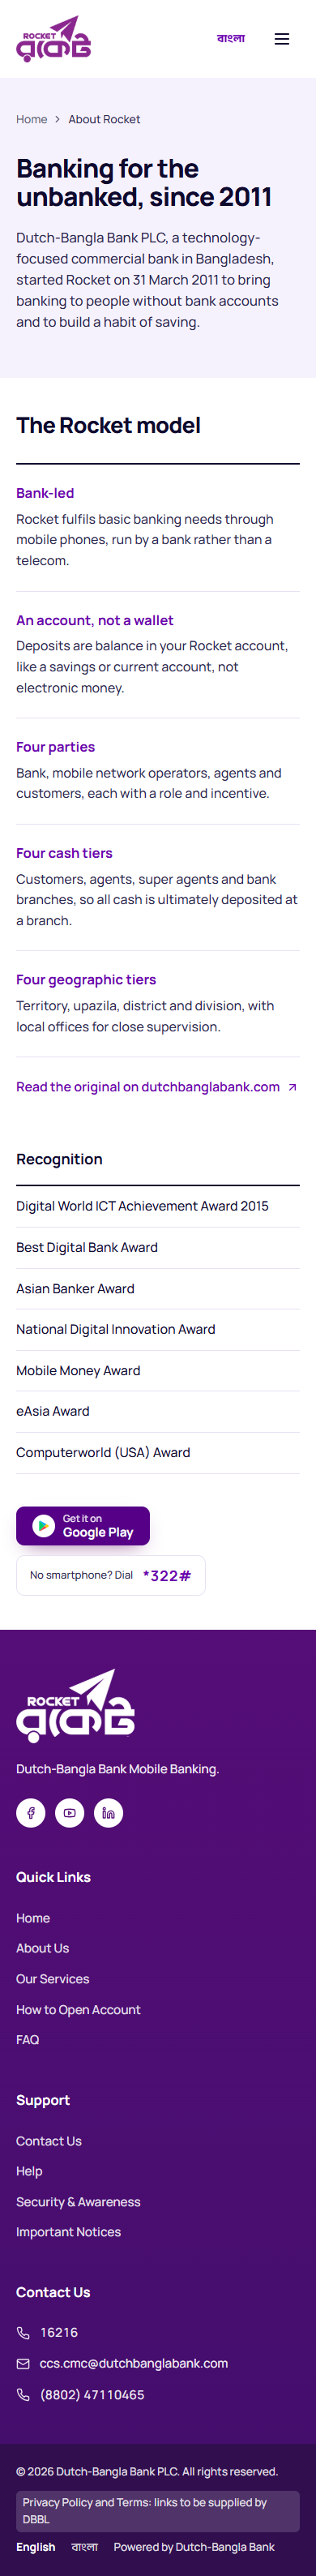 ROCKET
রকেট
বাংলা
Home > About Rocket
Banking for the
unbanked, since 2011
Dutch-Bangla Bank PLC, a technology-
focused commercial bank in Bangladesh,
started Rocket on 31 March 2011 to bring
banking to people without bank accounts
and to build a habit of saving.
The Rocket model
Bank-led
Rocket fulfils basic banking needs through
mobile phones, run by a bank rather than a
telecom.
An account, not a wallet
Deposits are balance in your Rocket account,
like a savings or current account, not
electronic money.
Four parties
Bank, mobile network operators, agents and
customers, each with a role and incentive.
Four cash tiers
Customers, agents, super agents and bank
branches, so all cash is ultimately deposited at
a branch.
Four geographic tiers
Territory, upazila, district and division, with
local offices for close supervision.
Read the original on dutchbanglabank.com
Recognition
Digital World ICT Achievement Award 2015
Best Digital Bank Award
Asian Banker Award
National Digital Innovation Award
Mobile Money Award
eAsia Award
Computerworld (USA) Award
Get it on
Google Play
No smartphone? Dial *322#
ROCKET
রকেট
Dutch-Bangla Bank Mobile Banking.
Quick Links
Home
About Us
Our Services
How to Open Account
FAQ
Support
Contact Us
Help
Security & Awareness
Important Notices
Contact Us
16216
ccs.cmc@dutchbanglabank.com
(8802) 47110465
© 2026 Dutch-Bangla Bank PLC. All rights reserved.
Privacy Policy and Terms: links to be supplied by
DBBL
English বাংলা Powered by Dutch-Bangla Bank